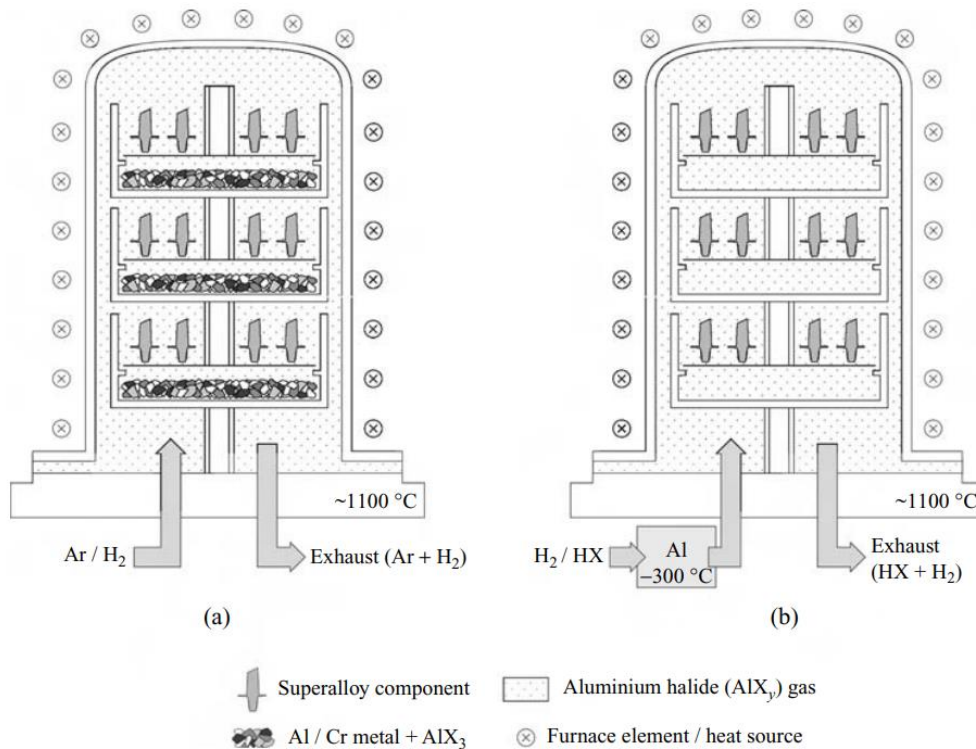 ~1100 °C
Ar / H2
Exhaust (Ar + H2)
(a)
~1100 °C
H2 / HX
Al
–300 °C
Exhaust
(HX + H2)
(b)
Superalloy component
Aluminium halide (AlXy) gas
Al / Cr metal + AlX3
Furnace element / heat source